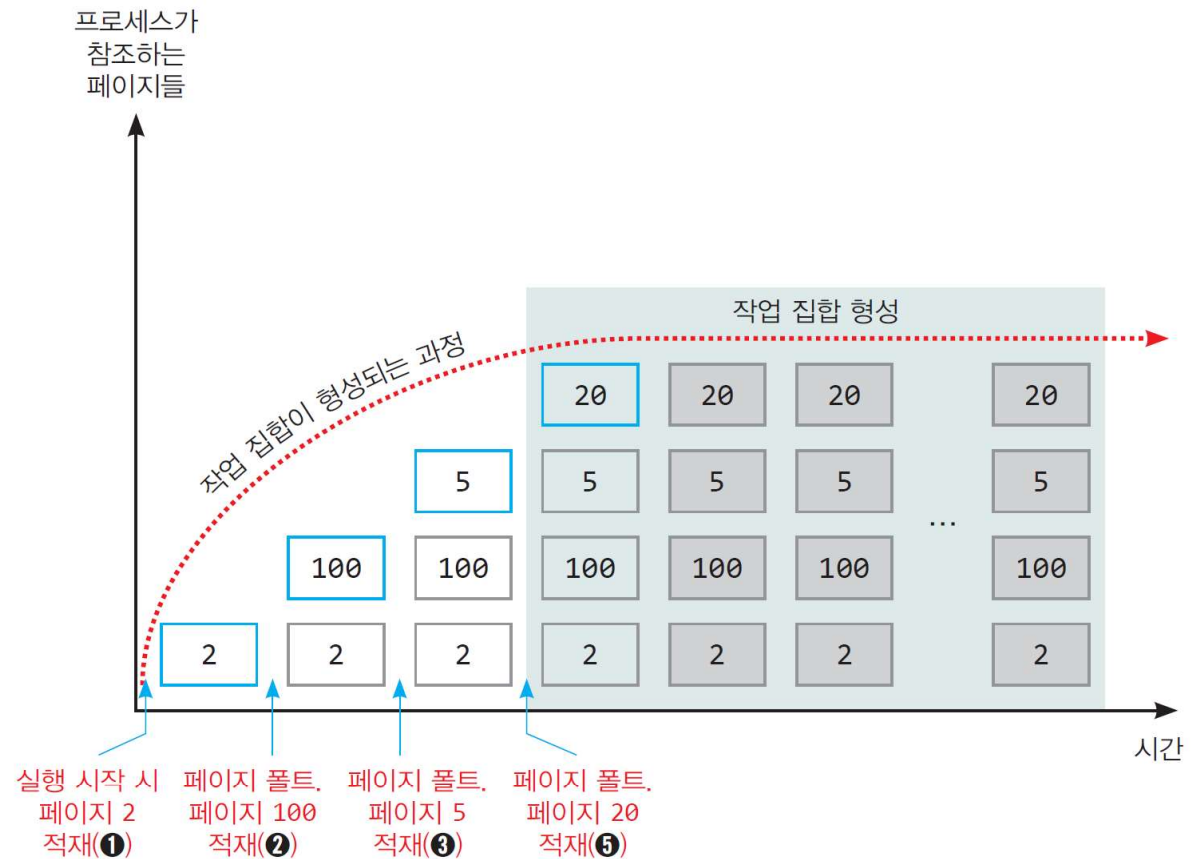 프로세스가
참조하는
페이지들
작업 집합 형성
작업 집합이 형성되는 과정
20 20 20 20
5 5 5 5 5
...
100 100 100 100 100 100
2 2 2 2 2 2 2
시간
실행 시작 시
페이지 2
적재(❶)
페이지 폴트.
페이지 100
적재(❷)
페이지 폴트.
페이지 5
적재(❸)
페이지 폴트.
페이지 20
적재(❺)